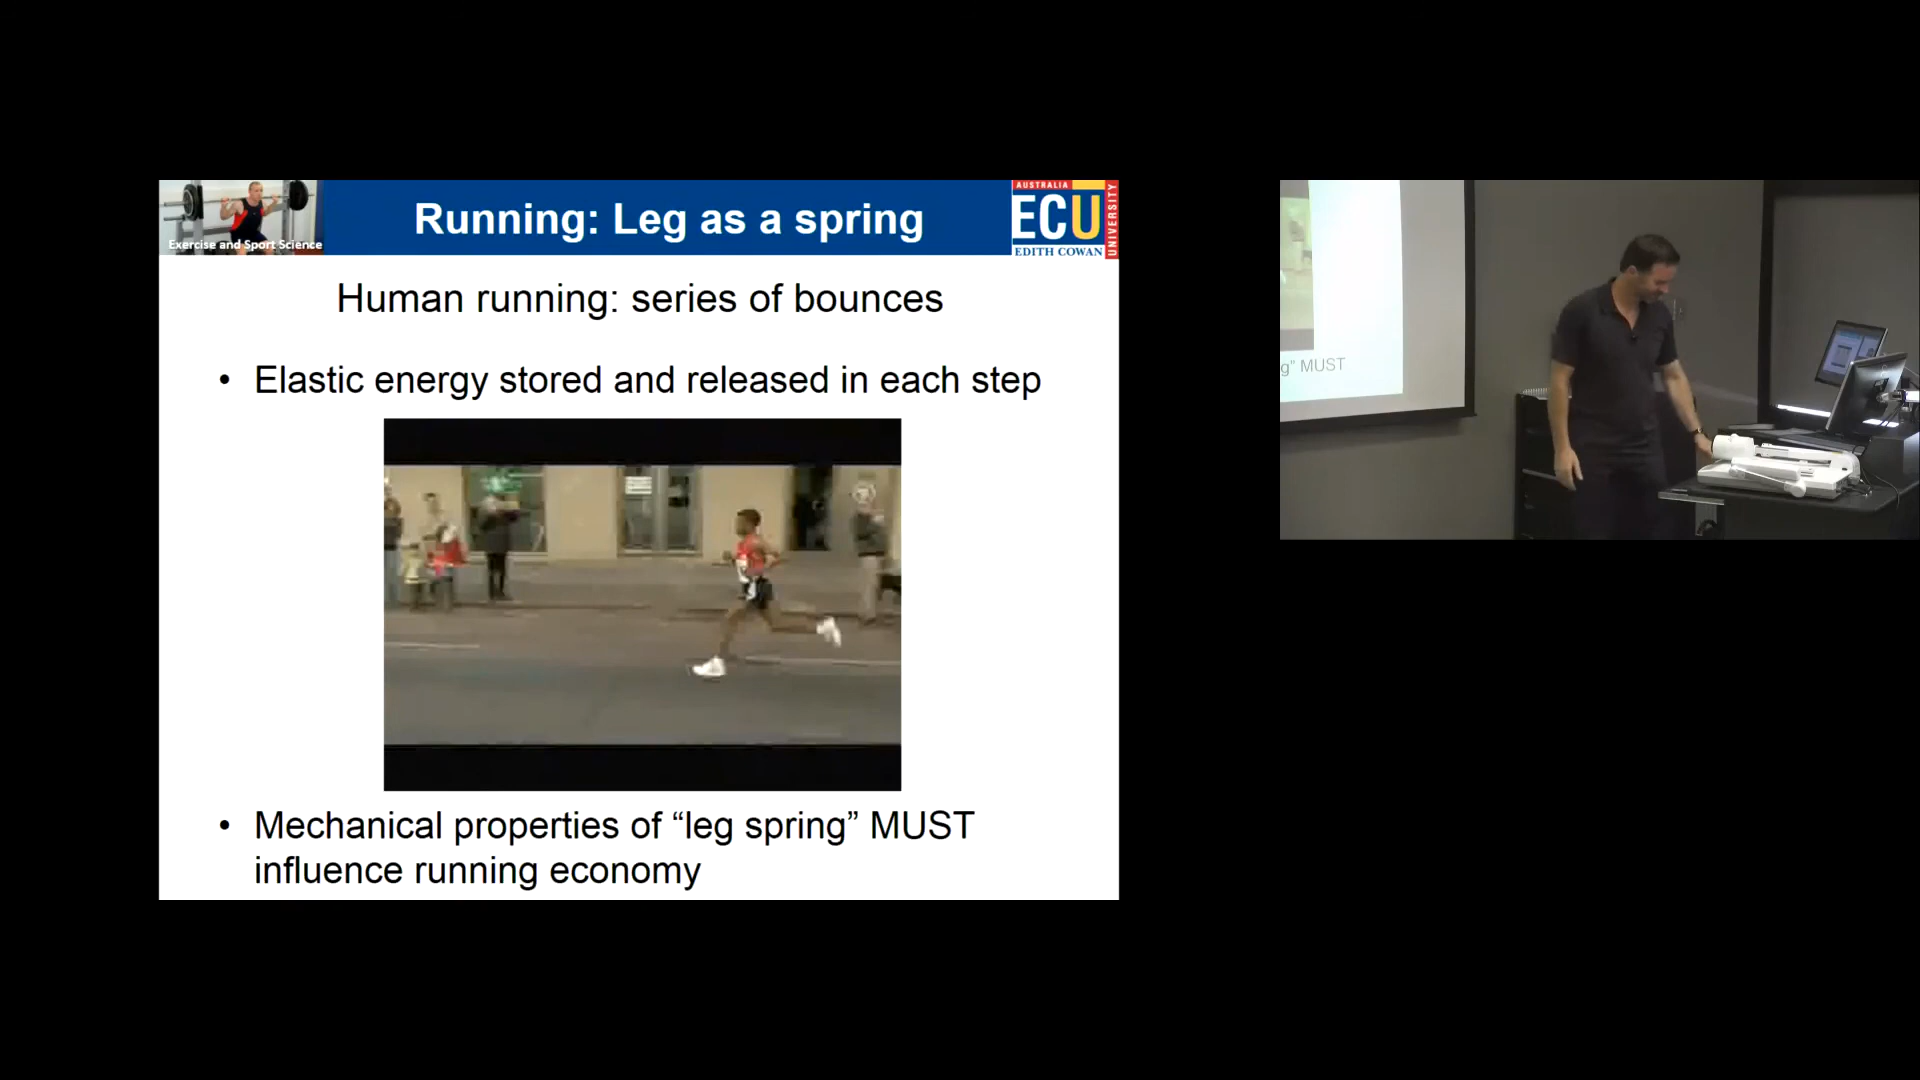 Exercise and Sport Science
Running: Leg as a spring
AUSTRALIA
ECU
EDITH COWAN
UNIVERSITY
Human running: series of bounces
• Elastic energy stored and released in each step
• Mechanical properties of “leg spring” MUST
influence running economy
g” MUST